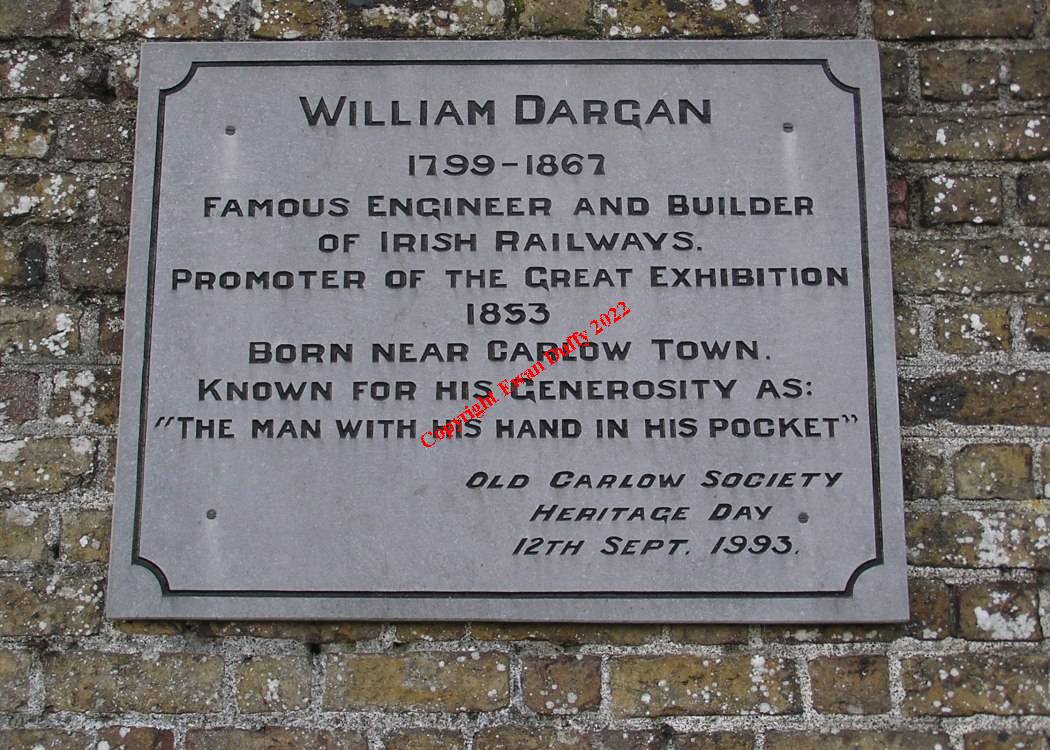 WILLIAM DARGAN
1799-1867
FAMOUS ENGINEER AND BUILDER
OF IRISH RAILWAYS.
PROMOTER OF THE GREAT EXHIBITION
1853
BORN NEAR CARLOW TOWN.
KNOWN FOR HIS GENEROSITY AS:
"THE MAN WITH HIS HAND IN HIS POCKET"
OLD CARLOW SOCIETY
HERITAGE DAY
12TH SEPT. 1993.
Copyright Ewan Duffy 2022